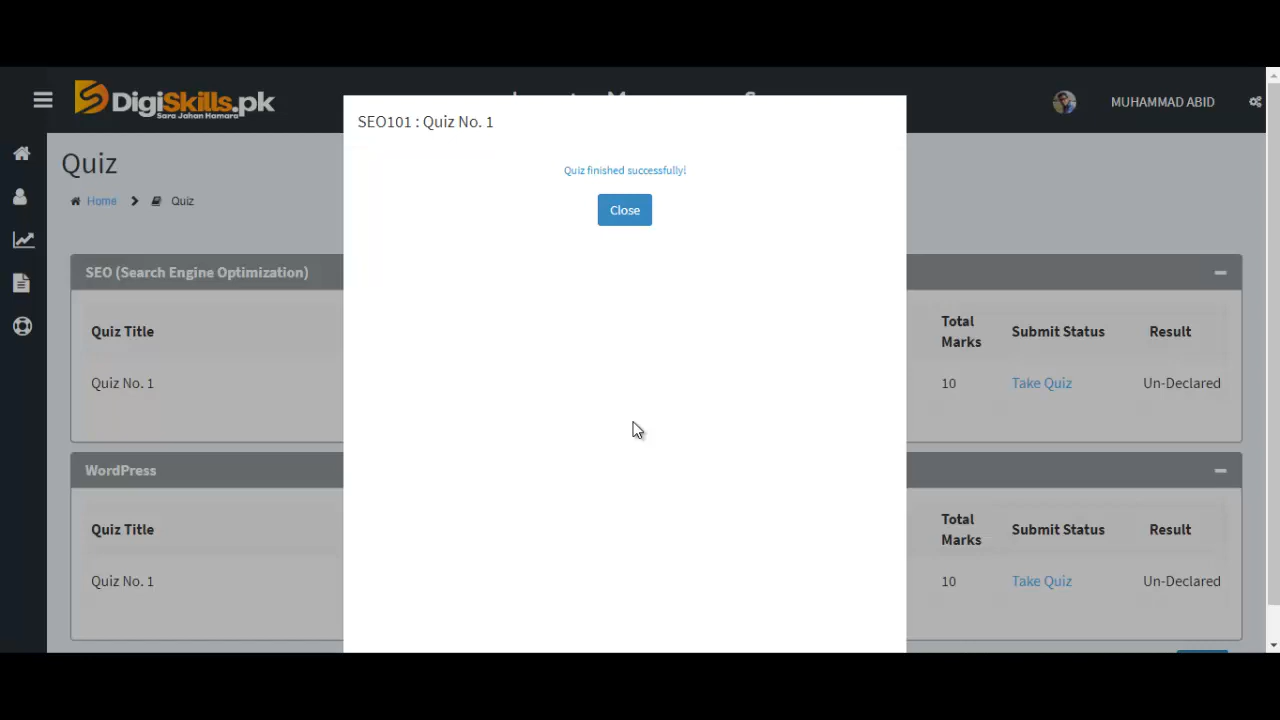 DigiSkills.pk
Sara Jahan Hamara
MUHAMMAD ABID
SEO101 : Quiz No. 1
Quiz finished successfully!
Close
Quiz
Home
Quiz
SEO (Search Engine Optimization)
Quiz Title
Total Marks
Submit Status
Result
Quiz No. 1
10
Take Quiz
Un-Declared
WordPress
Quiz Title
Total Marks
Submit Status
Result
Quiz No. 1
10
Take Quiz
Un-Declared